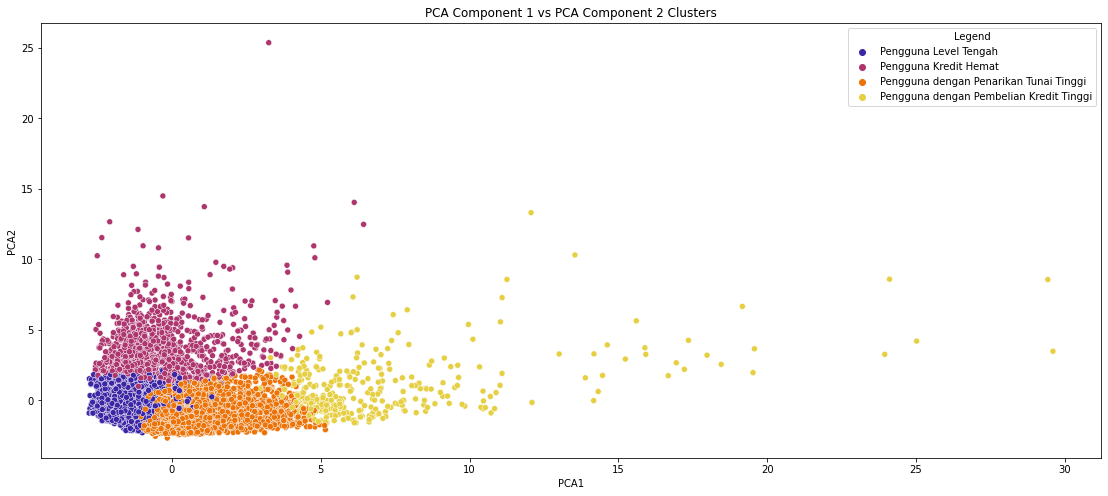 PCA Component 1 vs PCA Component 2 Clusters
Legend
Pengguna Level Tengah
Pengguna Kredit Hemat
Pengguna dengan Penarikan Tunai Tinggi
Pengguna dengan Pembelian Kredit Tinggi
PCA2
25
20
15
10
5
0
0
5
10
15
20
25
30
PCA1